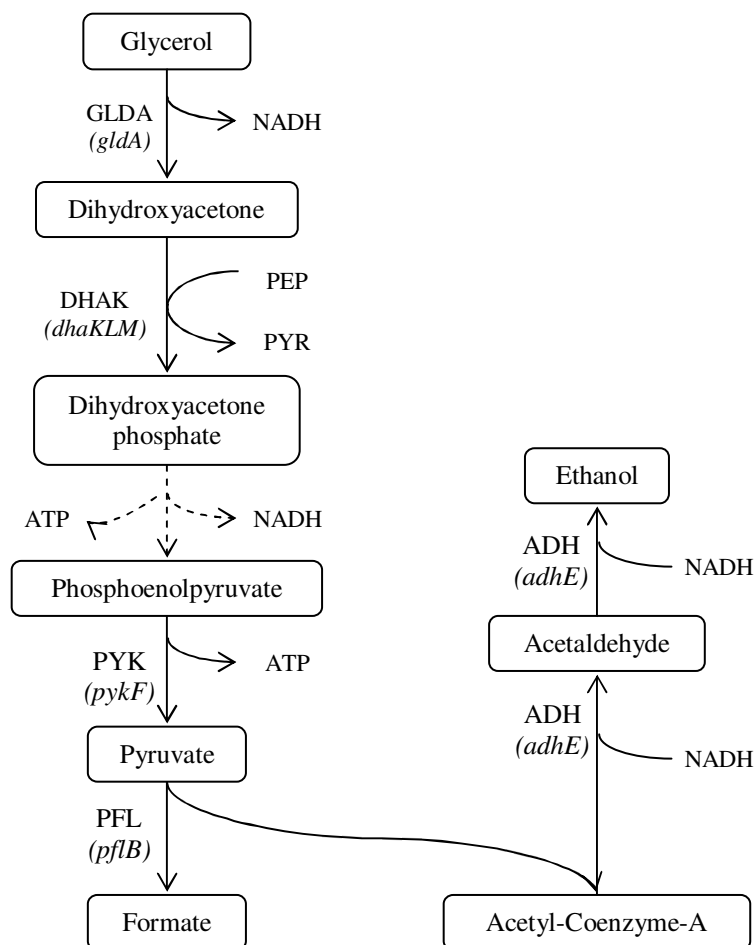 Glycerol
GLDA
(gldA)
NADH
Dihydroxyacetone
DHAK
(dhaKLM)
PEP
PYR
Dihydroxyacetone
phosphate
ATP
NADH
Phosphoenolpyruvate
PYK
(pykF)
ATP
Pyruvate
PFL
(pflB)
Formate
Ethanol
ADH
(adhE)
NADH
Acetaldehyde
ADH
(adhE)
NADH
Acetyl-Coenzyme-A